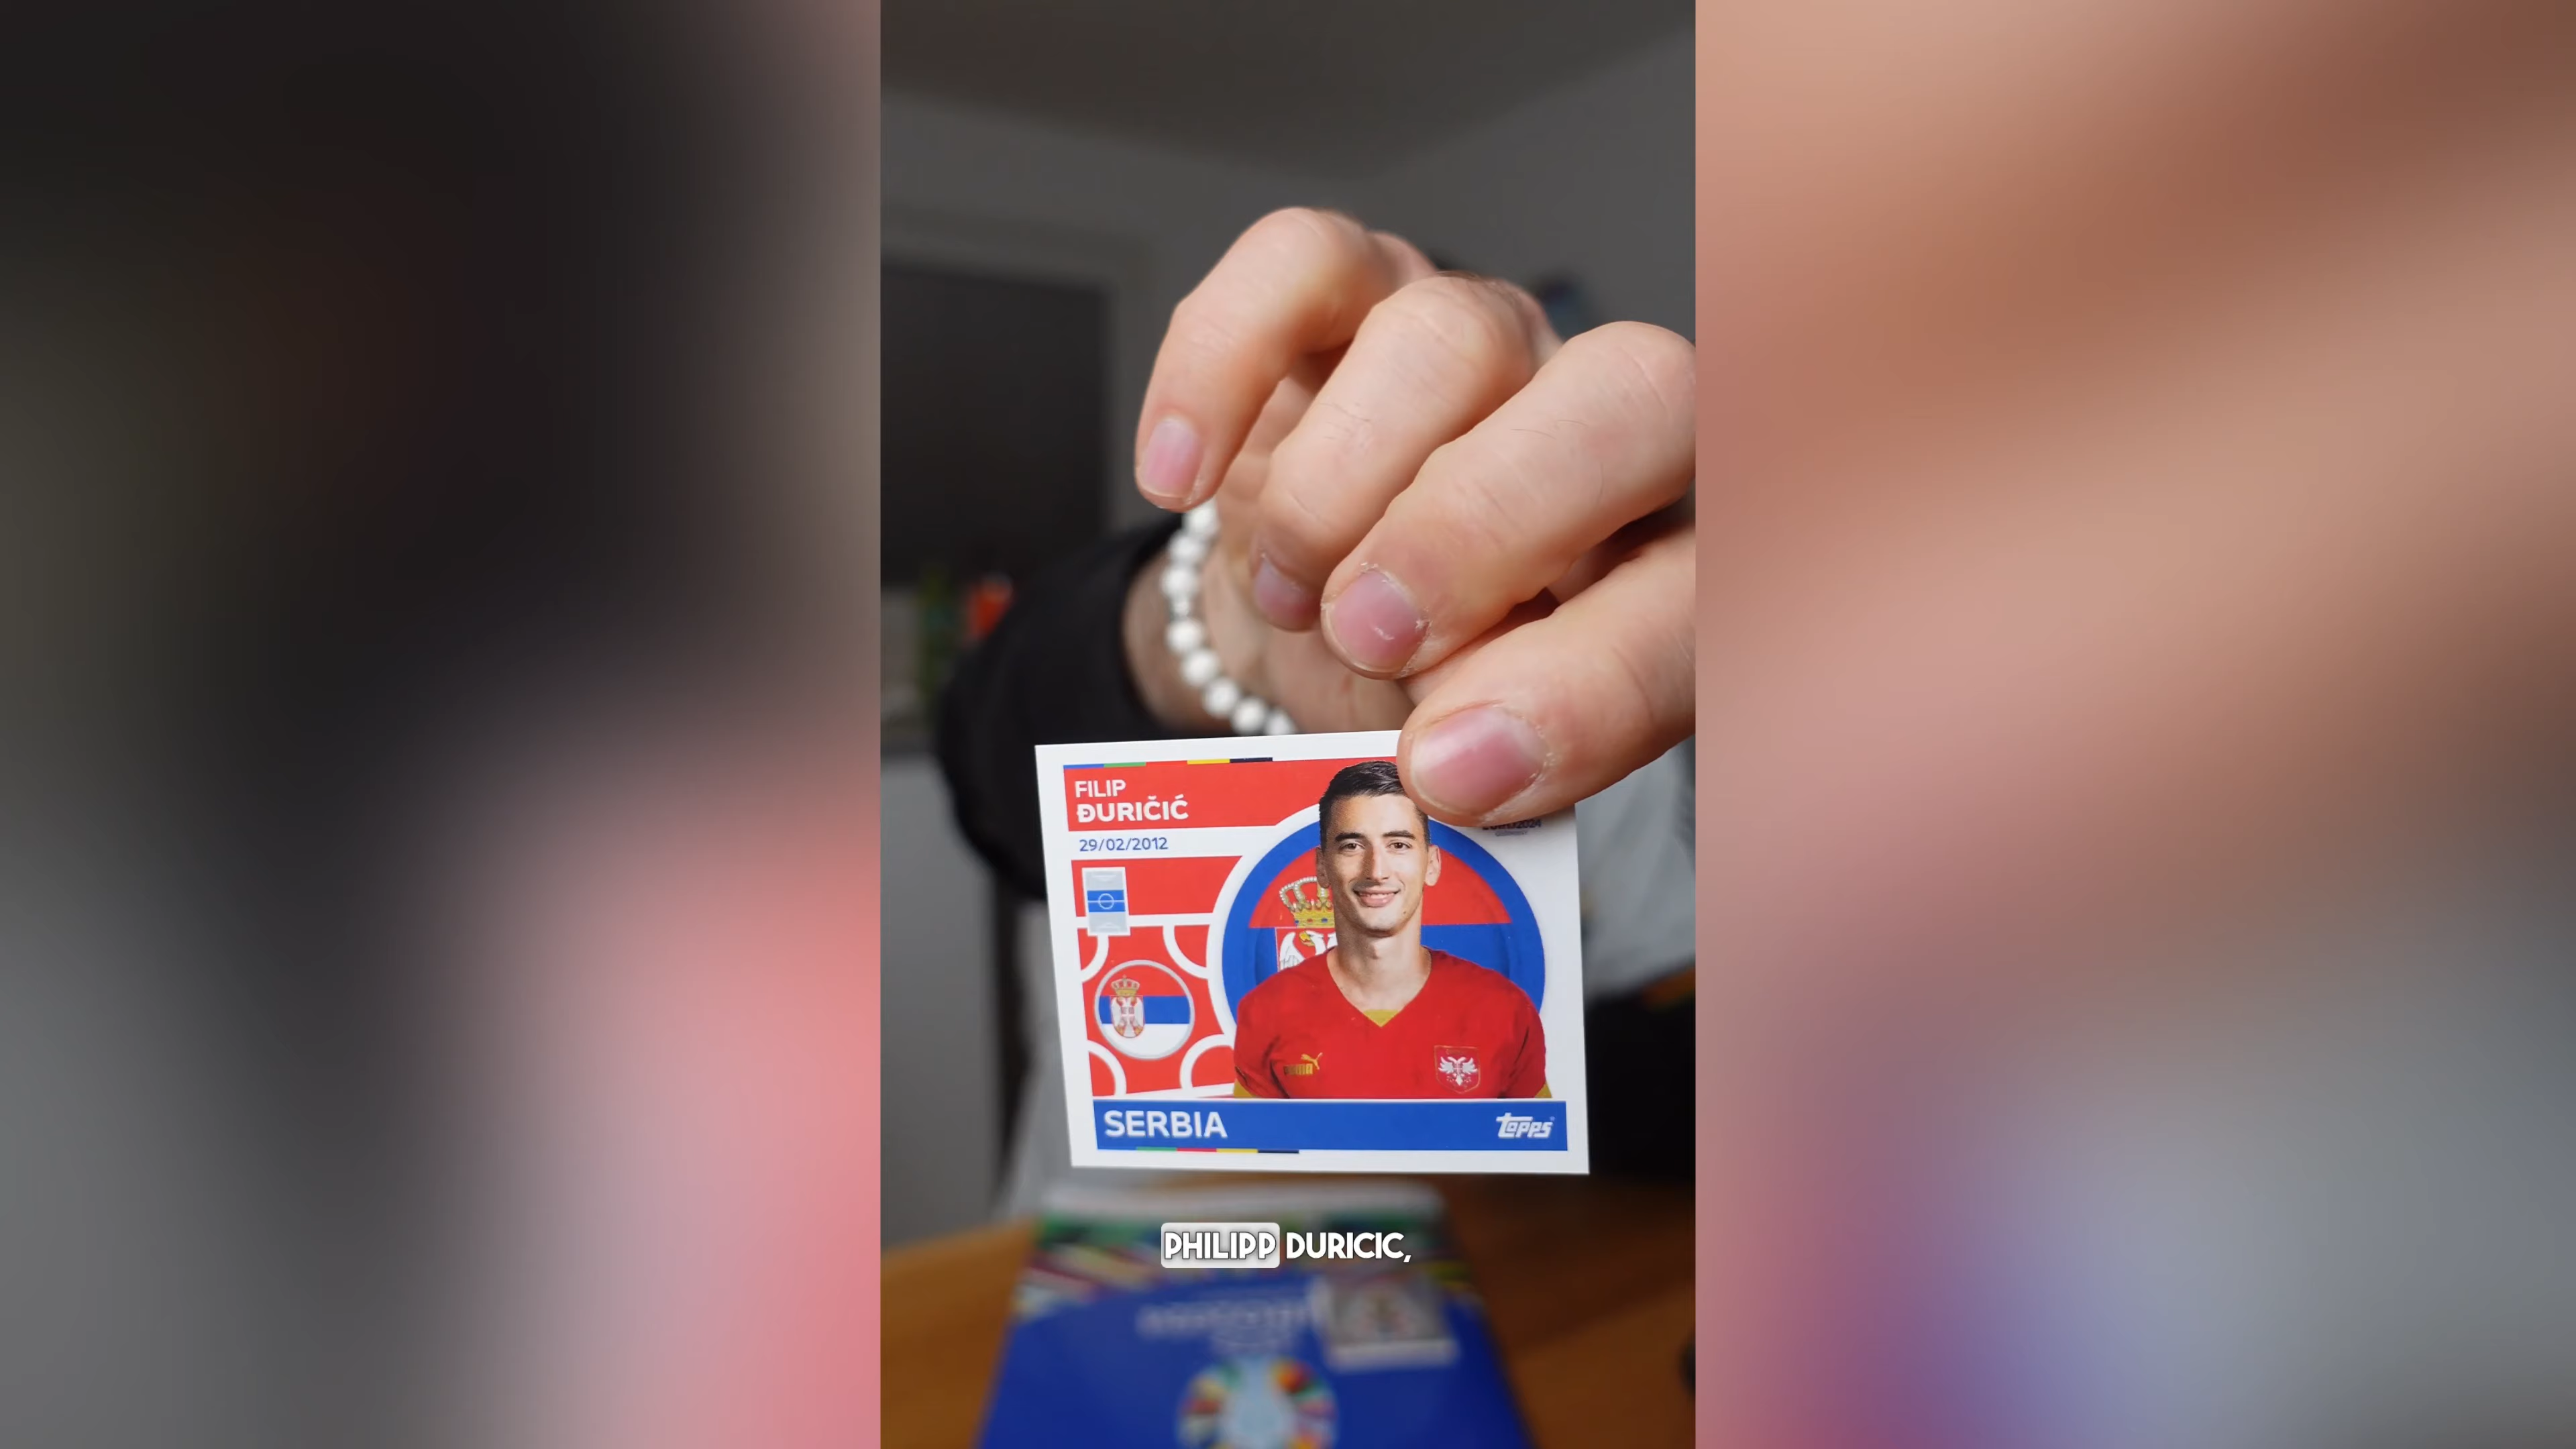 FILIP
ĐURIČIĆ
29/02/2012
SERBIA
topps
PHILIPP DURICIC,